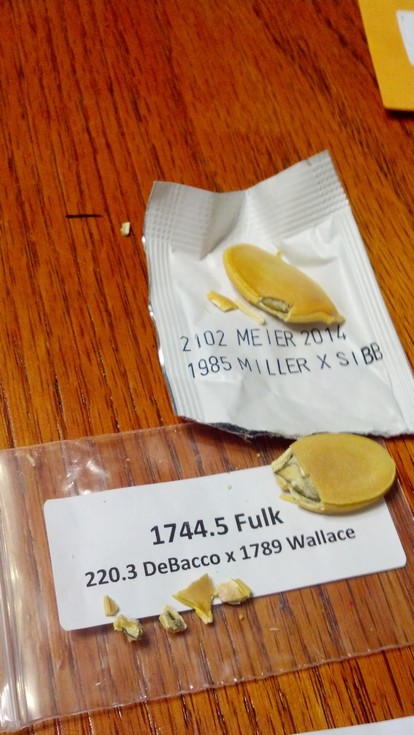 2102 MEIER 2014
1985 MILLER X SIBB
1744.5 Fulk
220.3 DeBacco x 1789 Wallace